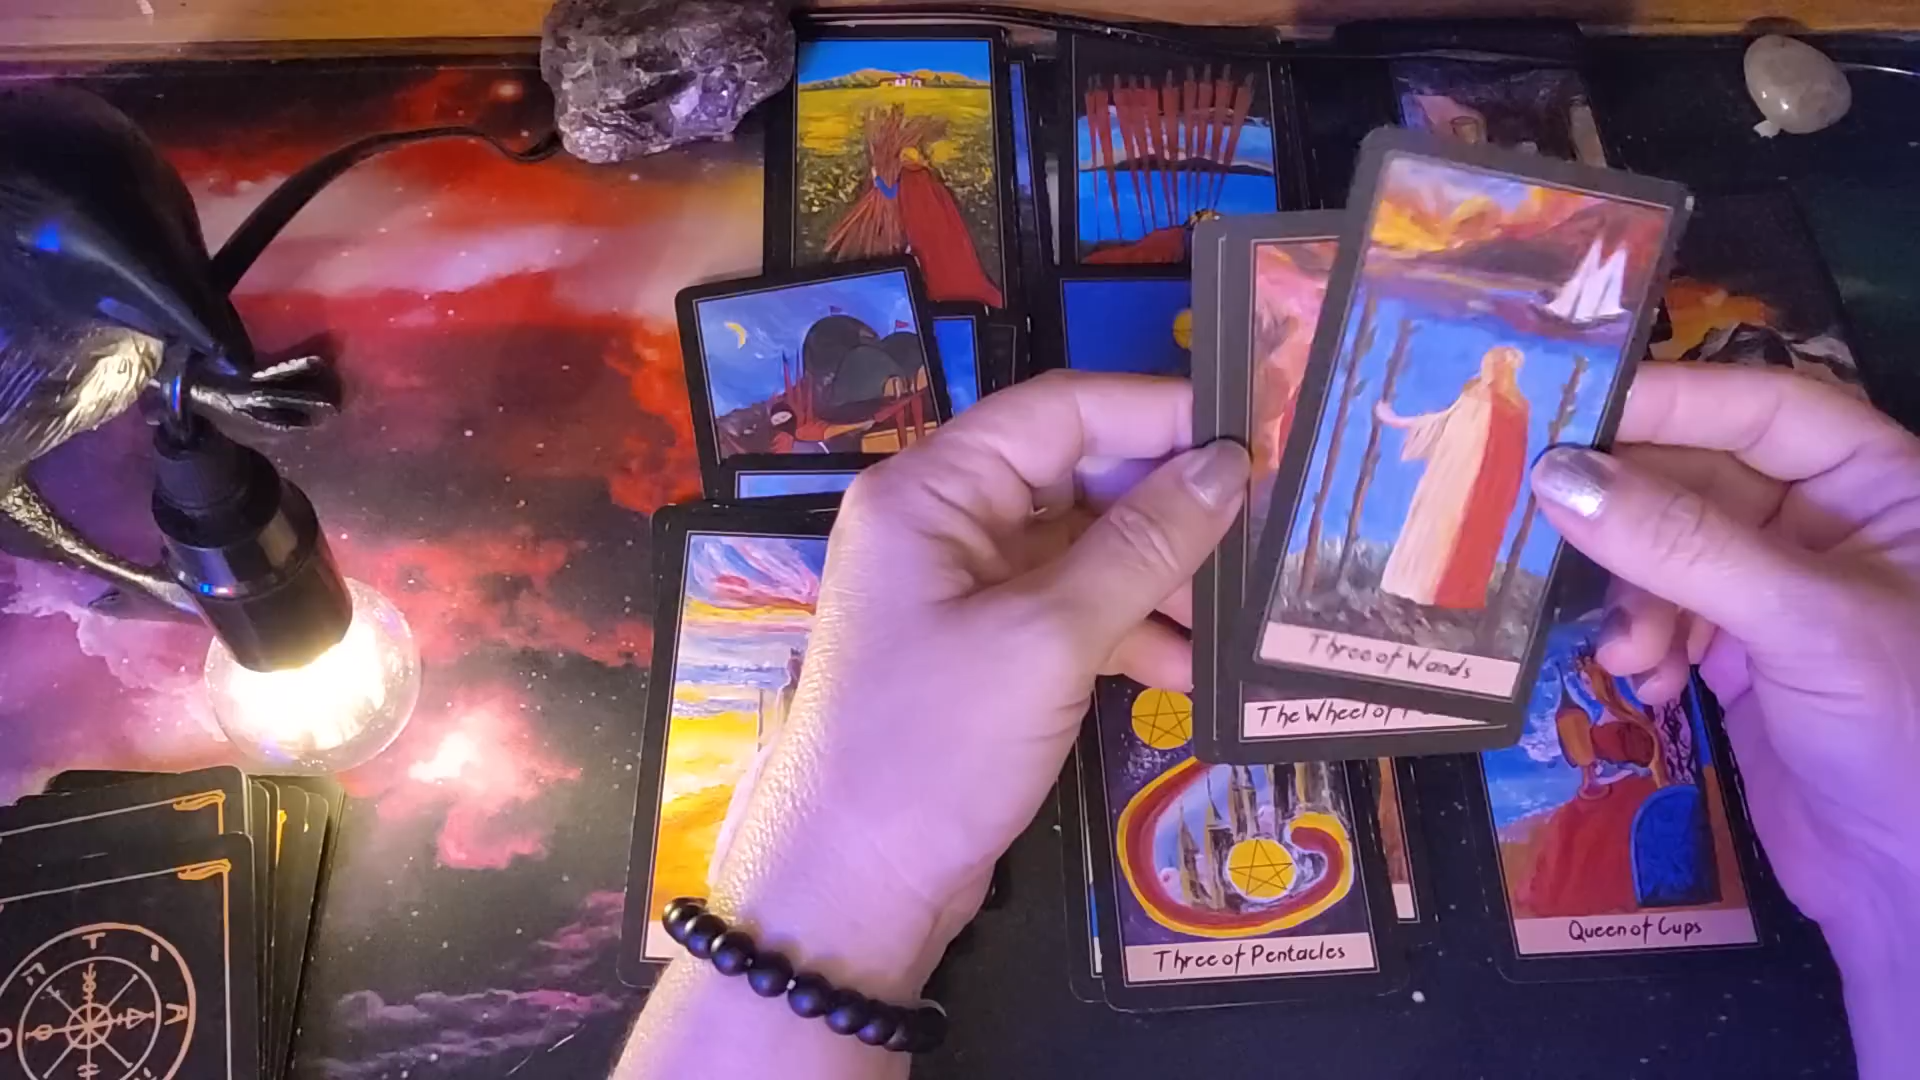 Three of Wands
The Wheel of
Three of Pentacles
Queen of Cups
T
A